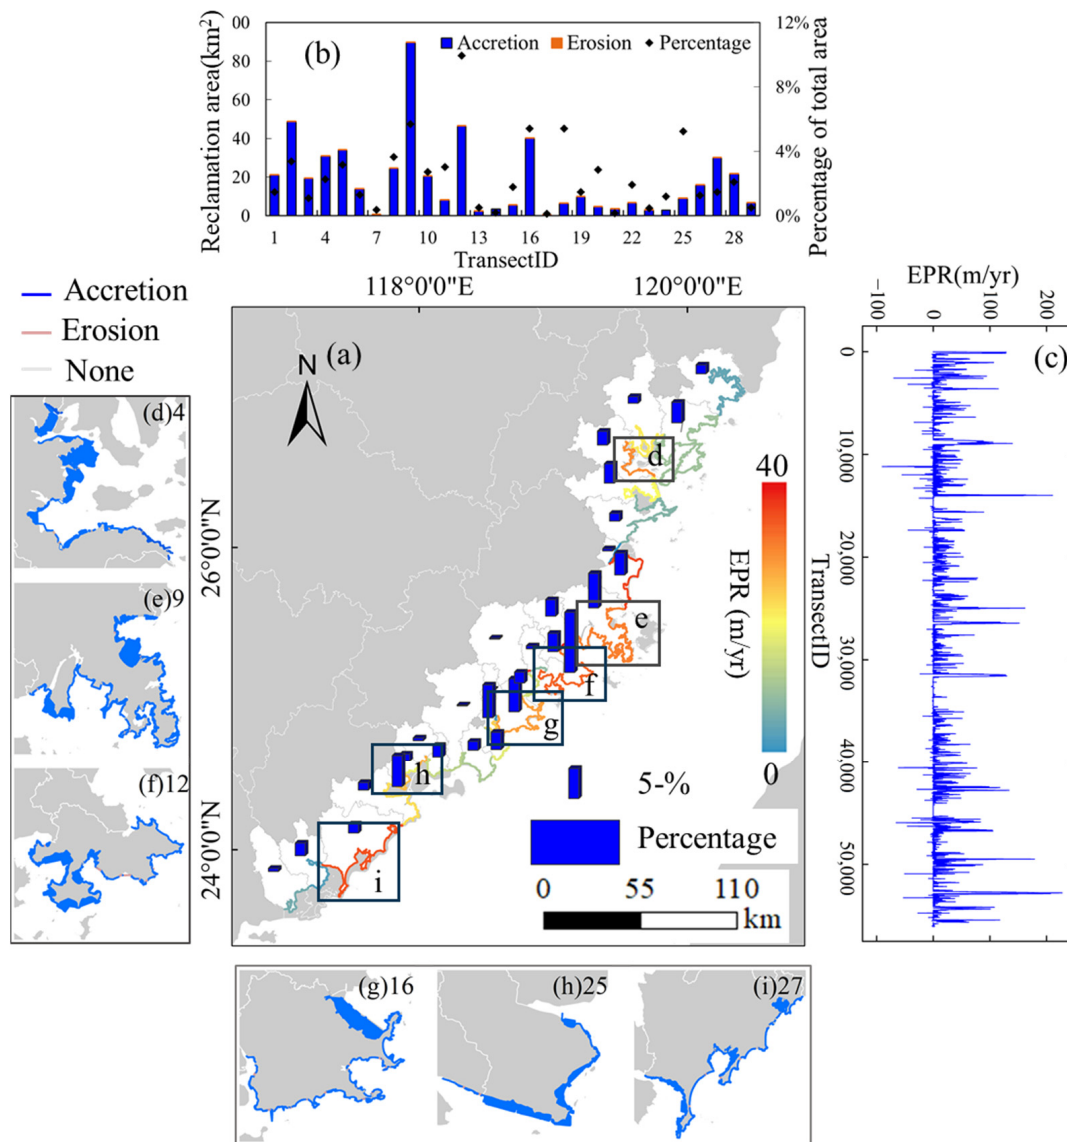 00
80
60
40
20
0
Reclamation area(km²)
(b)
Accretion
Erosion
Percentage
12%
8%
4%
0%
Percentage of total area
1 4 7 10 13 16 19 22 25 28
TransectID
Accretion
Erosion
None
118°0'0"E
120°0'0"E
26°0'0"N
24°0'0"N
(a)
N
d
e
f
g
h
i
40
EPR (m/yr)
0
5-%
Percentage
0 55 110
km
EPR(m/yr)
-100 0 100 200
(c)
0
10,000
20,000
30,000
40,000
50,000
TransectID
(d)4
(e)9
(f)12
(g)16
(h)25
(i)27